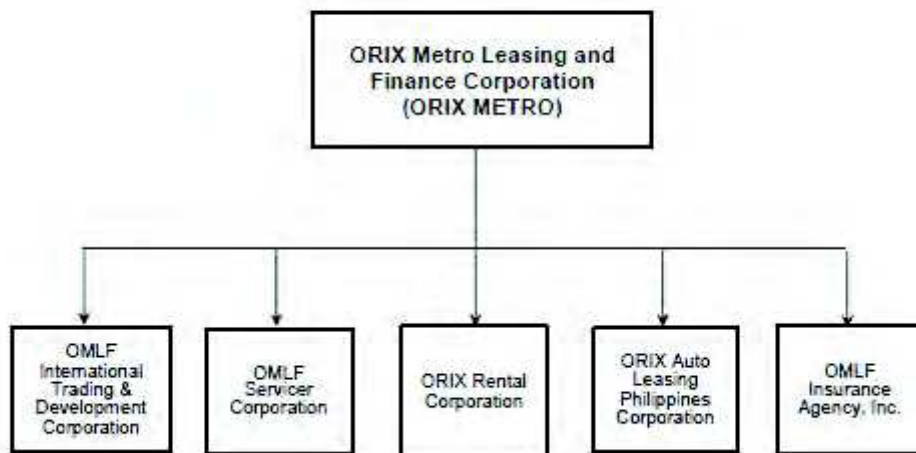 ORIX Metro Leasing and
Finance Corporation
(ORIX METRO)
OMLF
International
Trading &
Development
Corporation
OMLF
Servicer
Corporation
ORIX Rental
Corporation
ORIX Auto
Leasing
Philippines
Corporation
OMLF
Insurance
Agency, Inc.